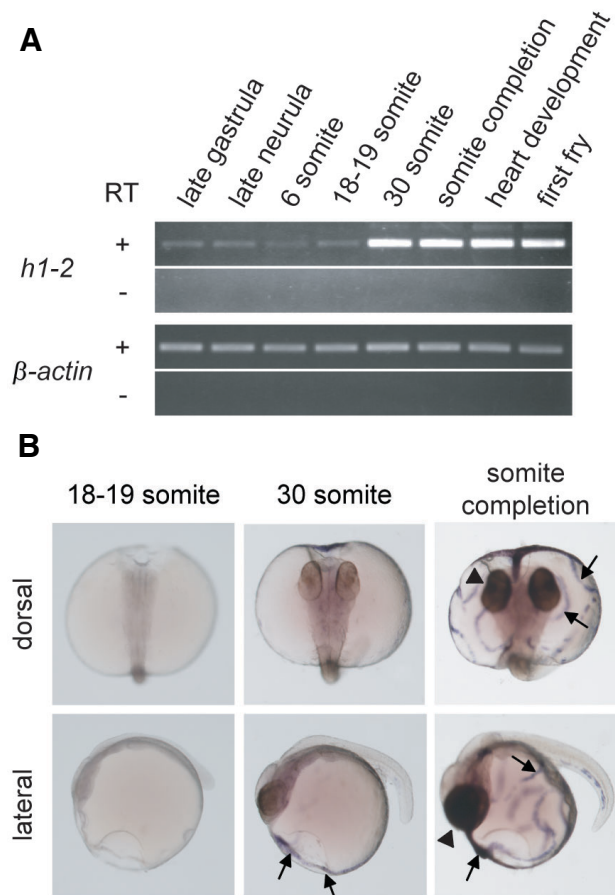 A
late gastrula
late neurula
6 somite
18-19 somite
30 somite
somite completion
heart development
first fry
RT
h1-2
+
-
β-actin
+
-
B
18-19 somite
30 somite
somite
completion
dorsal
lateral